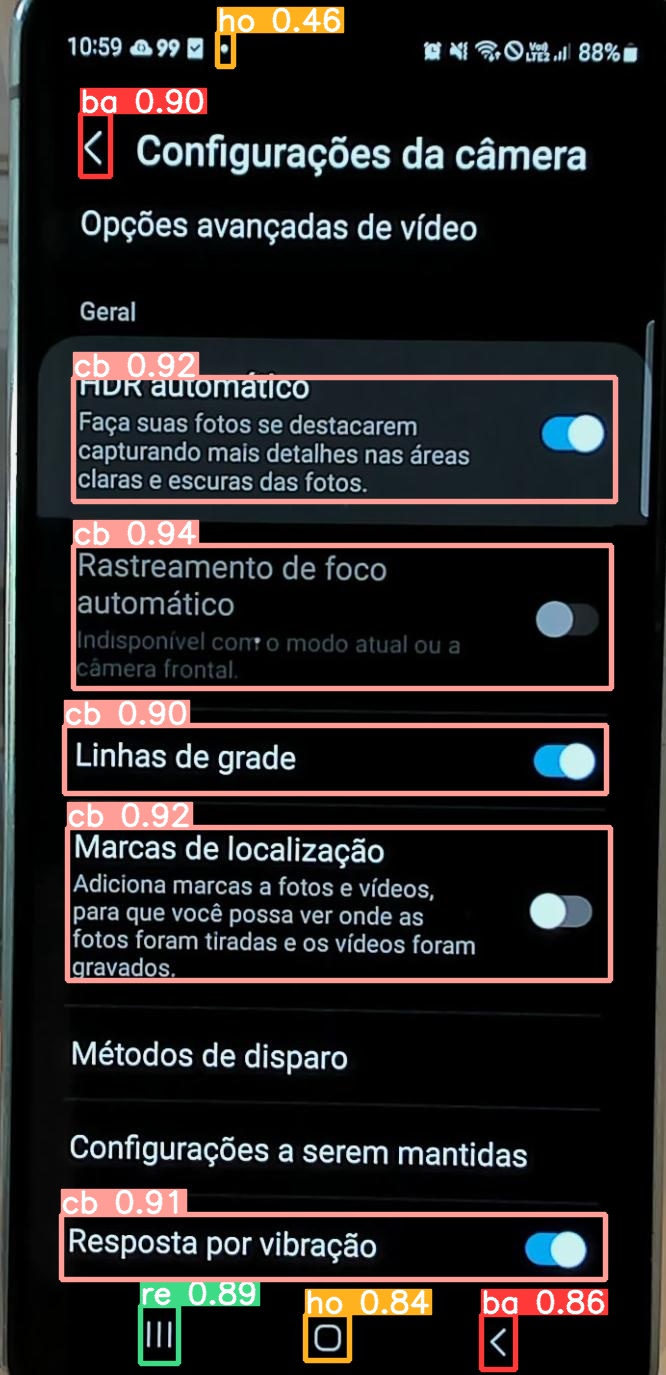 ho 0.46
10:59 99 Vo)) LTE2 88%
ba 0.90
Configurações da câmera
Opções avançadas de vídeo
Geral
cb 0.92
HDR automático
Faça suas fotos se destacarem
capturando mais detalhes nas áreas
claras e escuras das fotos.
cb 0.94
Rastreamento de foco
automático
Indisponível com o modo atual ou a
câmera frontal.
cb 0.90
Linhas de grade
cb 0.92
Marcas de localização
Adiciona marcas a fotos e vídeos,
para que você possa ver onde as
fotos foram tiradas e os vídeos foram
gravados.
Métodos de disparo
Configurações a serem mantidas
cb 0.91
Resposta por vibração
re 0.89
ho 0.84
ba 0.86